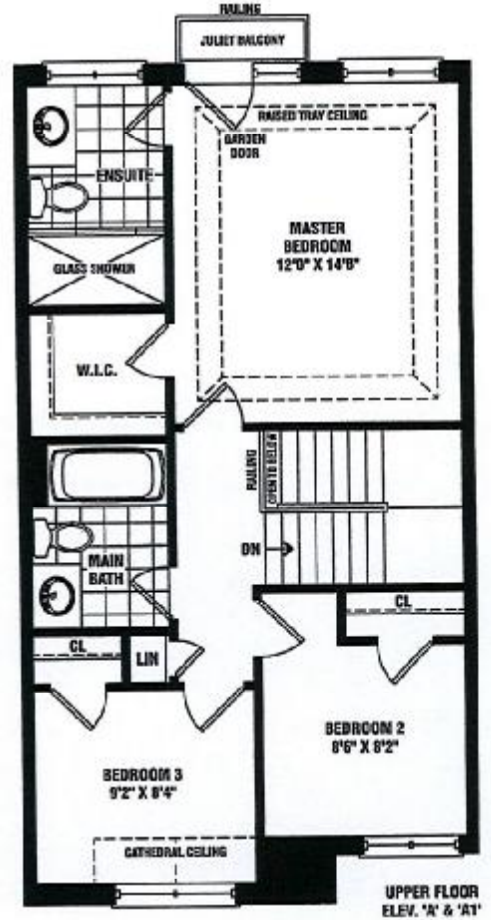 RAILING
JULIET BALCONY
RAISED TRAY CEILING
GARDEN
DOOR
ENSUITE
MASTER
BEDROOM
12'0" X 14'8"
GLASS SHOWER
W.I.C.
RAILING
OPEN TO BELOW
DN
MAIN
BATH
CL
CL
LIN
BEDROOM 2
8'6" X 8'2"
BEDROOM 3
9'2" X 8'4"
CATHEDRAL CEILING
UPPER FLOOR
ELEV. 'A' & 'A1'